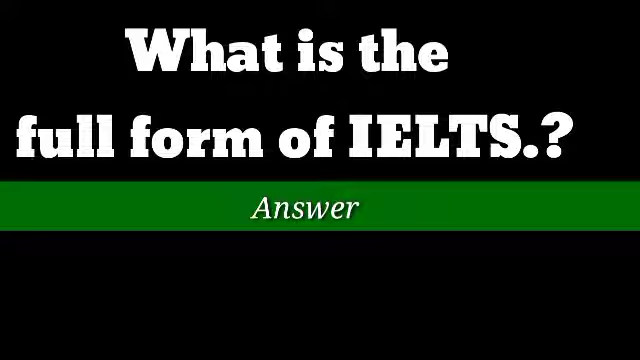 What is the
full form of IELTS.?
Answer